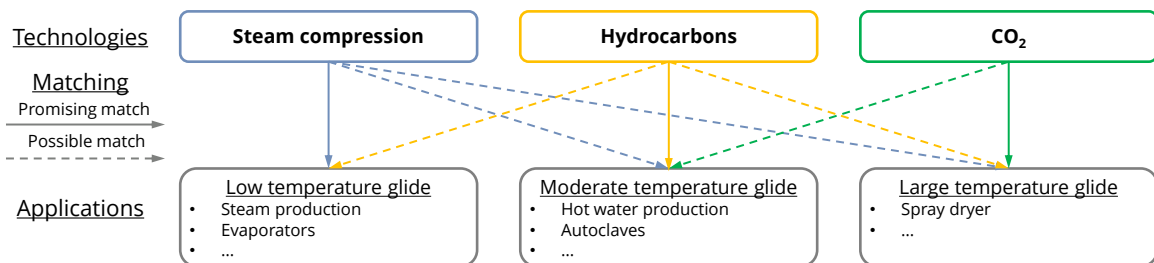 Technologies
Steam compression
Hydrocarbons
CO₂
Matching
Promising match
Possible match
Applications
Low temperature glide
• Steam production
• Evaporators
• ...
Moderate temperature glide
• Hot water production
• Autoclaves
• ...
Large temperature glide
• Spray dryer
• ...